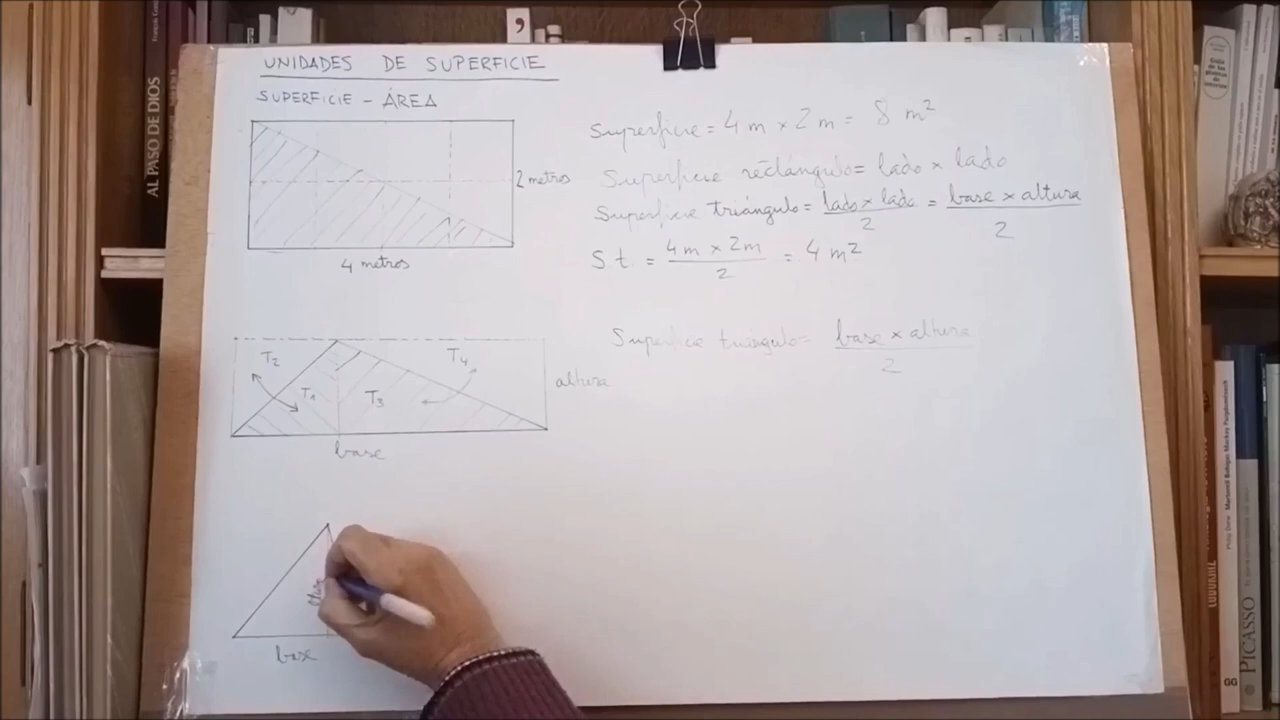 UNIDADES DE SUPERFICIE
SUPERFICIE - ÁREA
2 metros
4 metros
Superficie = 4 m × 2 m = 8 m²
Superficie rectángulo = lado × lado
Superficie triángulo = lado × lado / 2 = base × altura / 2
S.t. = 4 m × 2 m / 2 = 4 m²
T2
T1
T3
T4
altura
base
Superficie triángulo = base × altura / 2
base
AL PASO DE DIOS
PICASSO
GG